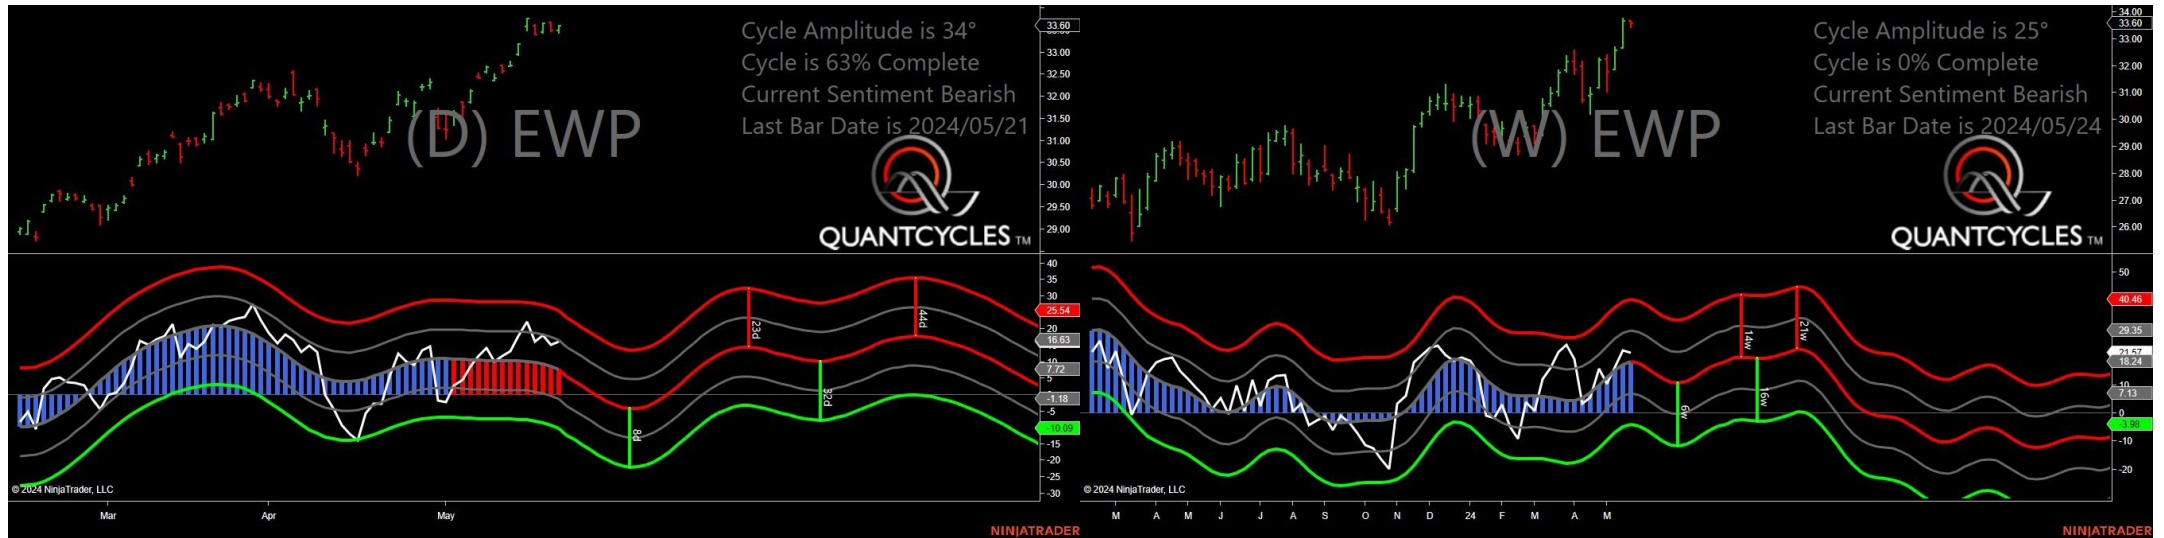 Cycle Amplitude is 34°
Cycle is 63% Complete
Current Sentiment Bearish
Last Bar Date is 2024/05/21
(D) EWP
QUANTCYCLES TM
33.60
33.00
32.50
32.00
31.50
31.00
30.50
30.00
29.50
29.00
40
35
30
25.54
20
16.63
10
7.72
5
-1.18
-5
-10.09
-15
-20
-25
-30
8d
23d
32d
44d
© 2024 NinjaTrader, LLC
Mar Apr May
NINJATRADER
Cycle Amplitude is 25°
Cycle is 0% Complete
Current Sentiment Bearish
Last Bar Date is 2024/05/24
(W) EWP
QUANTCYCLES TM
34.00
33.60
33.00
32.00
31.00
30.00
29.00
28.00
27.00
26.00
50
40.46
29.35
21.57
18.24
10
7.13
0
-3.98
-10
-20
6w
14w
16w
21w
© 2024 NinjaTrader, LLC
M A M J J A S O N D 24 F M A M
NINJATRADER